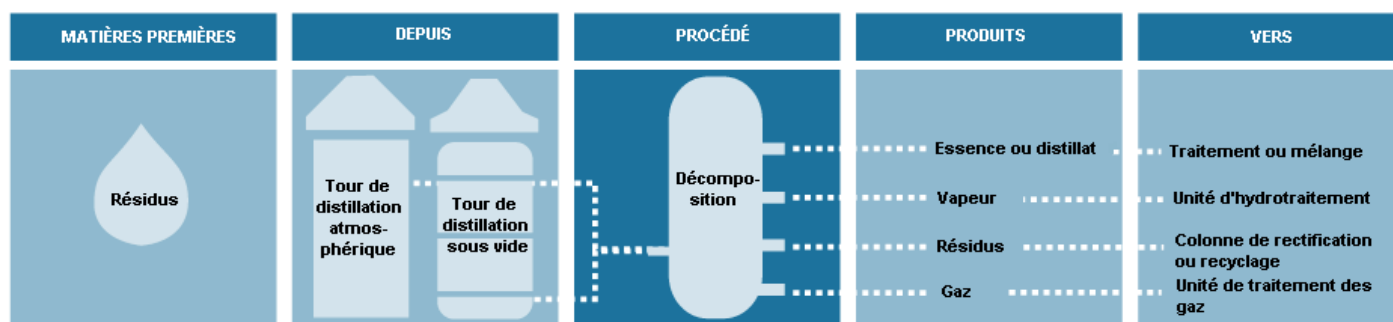 MATIÈRES PREMIÈRES
DEPUIS
PROCÉDÉ
PRODUITS
VERS
Résidus
Tour de
distillation
atmos-
phérique
Tour de
distillation
sous vide
Décompo-
sition
Essence ou distillat
Vapeur
Résidus
Gaz
Traitement ou mélange
Unité d'hydrotraitement
Colonne de rectification
ou recyclage
Unité de traitement des
gaz